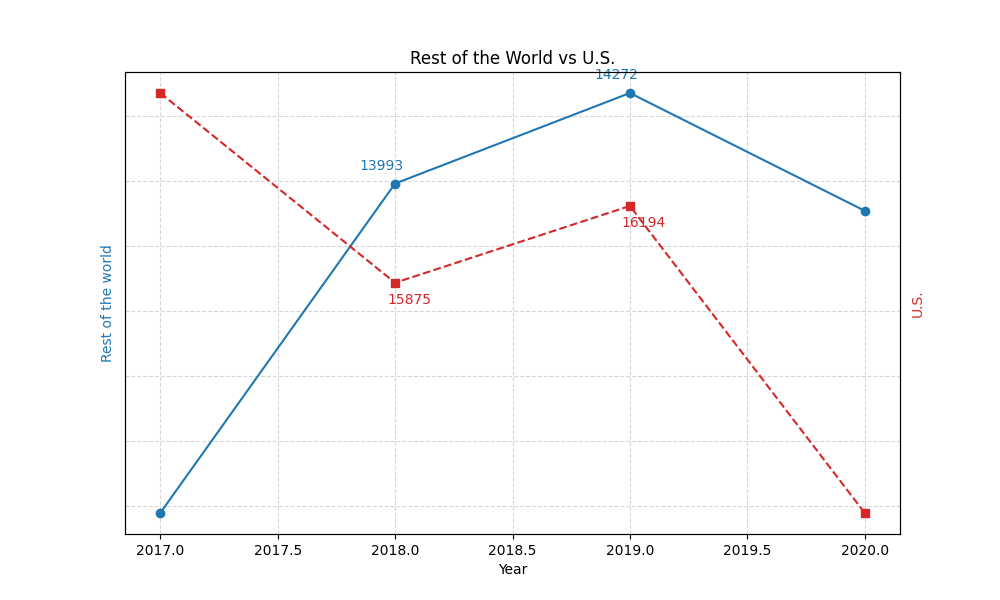 Rest of the World vs U.S.
14272
13993
16194
15875
Rest of the world
U.S.
2017.0 2017.5 2018.0 2018.5 2019.0 2019.5 2020.0
Year